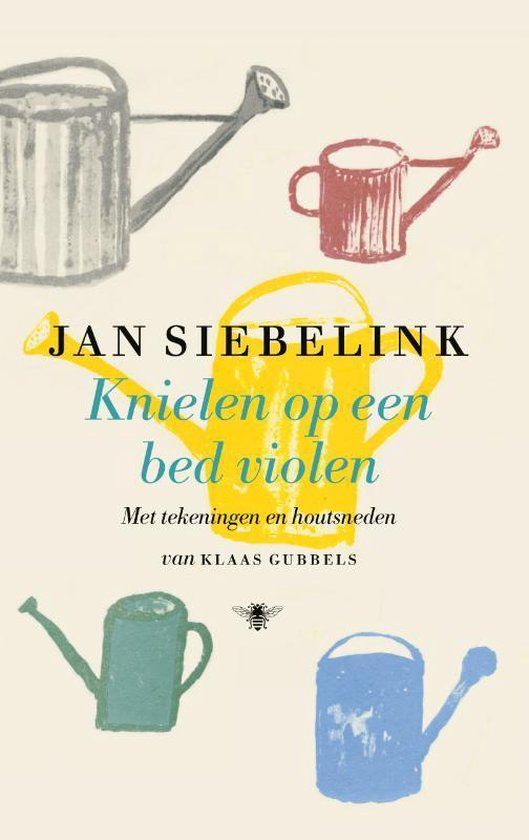 JAN SIEBELINK
Knielen op een
bed violen
Met tekeningen en houtsneden
van KLAAS GUBBELS